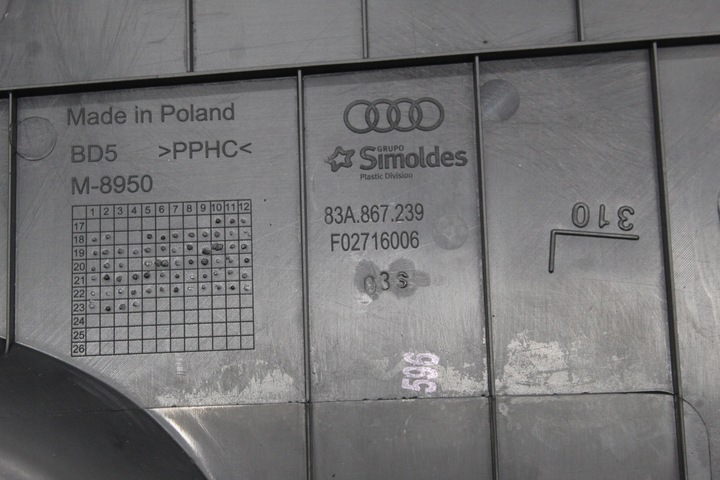 Made in Poland
BD5 >PPHC<
M-8950
1 2 3 4 5 6 7 8 9 10 11 12
17
18
19
20
21
22
23
24
25
26
GRUPO
Simoldes
Plastic Division
83A.867.239
F02716006
03s
596
310